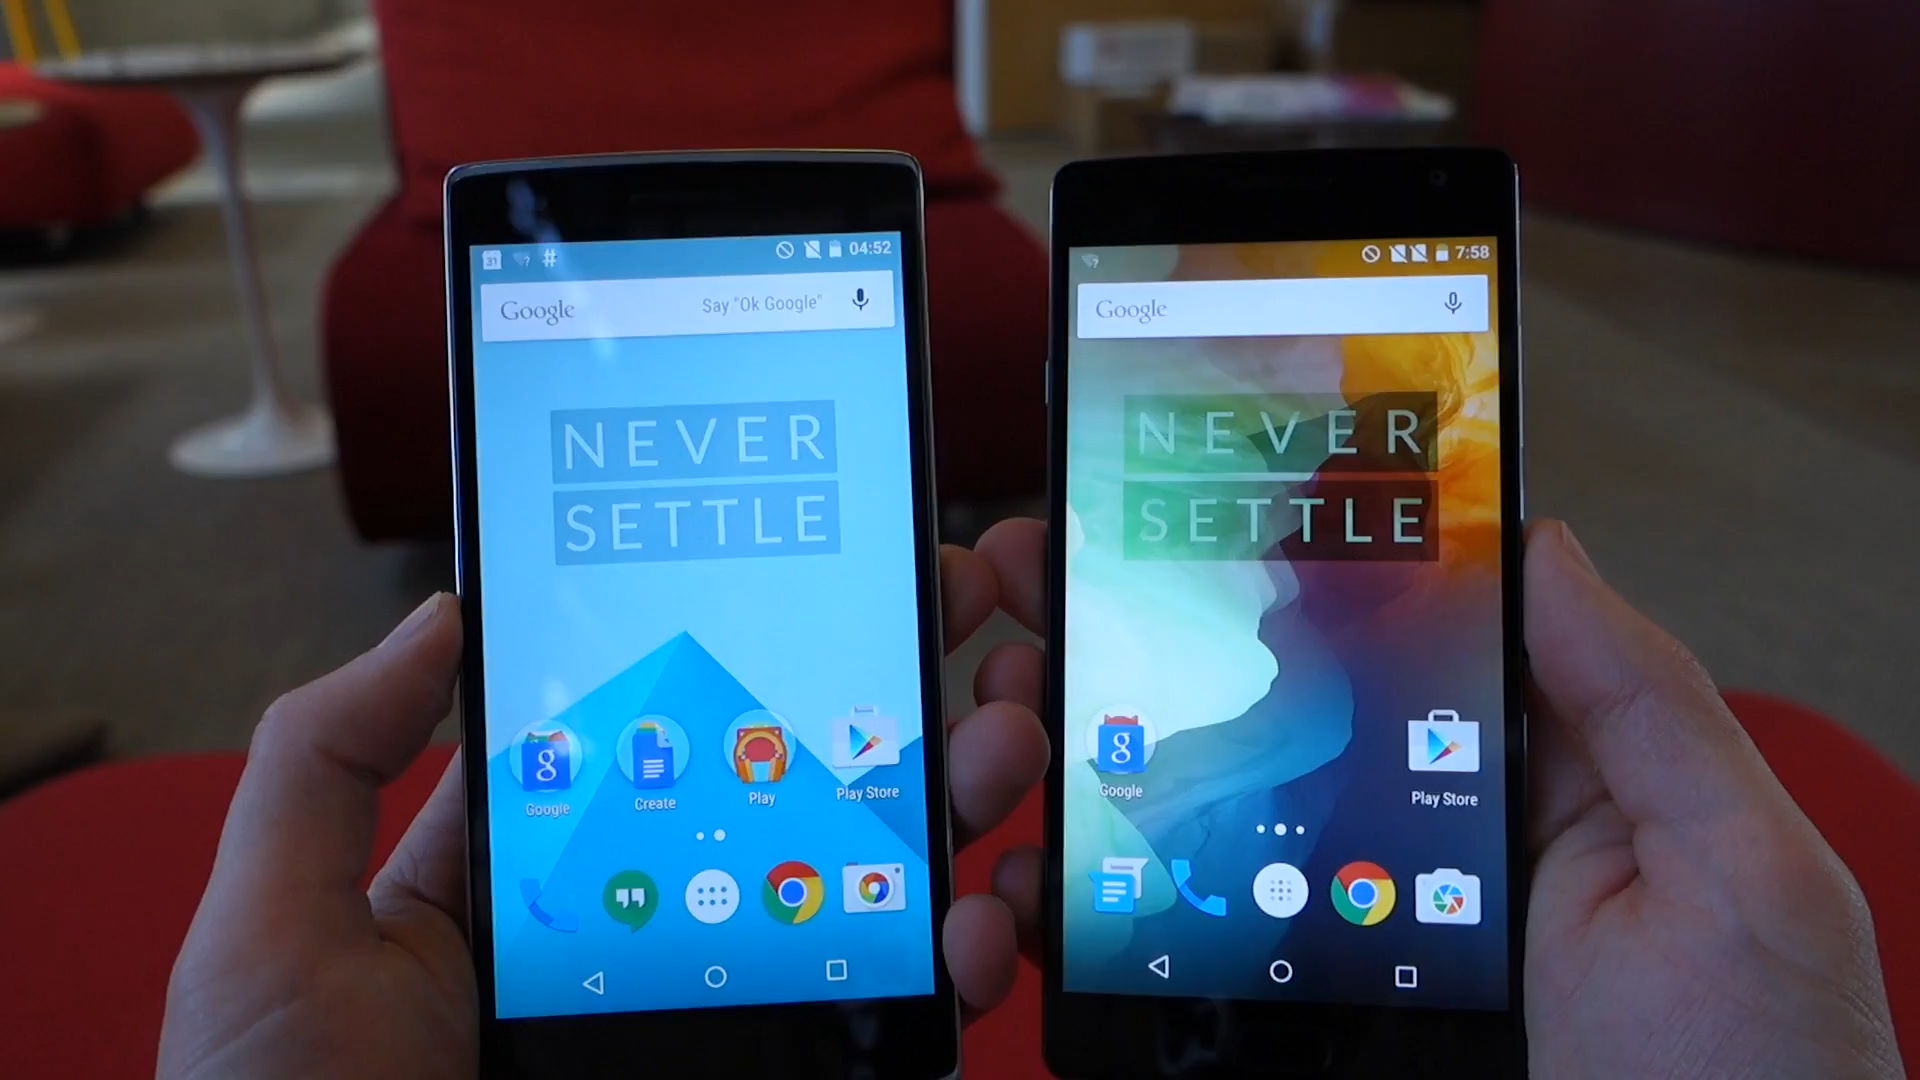 31 ? # 04:52
Google Say "Ok Google"
NEVER
SETTLE
g
Google Create Play Play Store
? 7:58
Google
NEVER
SETTLE
g
Google Play Store